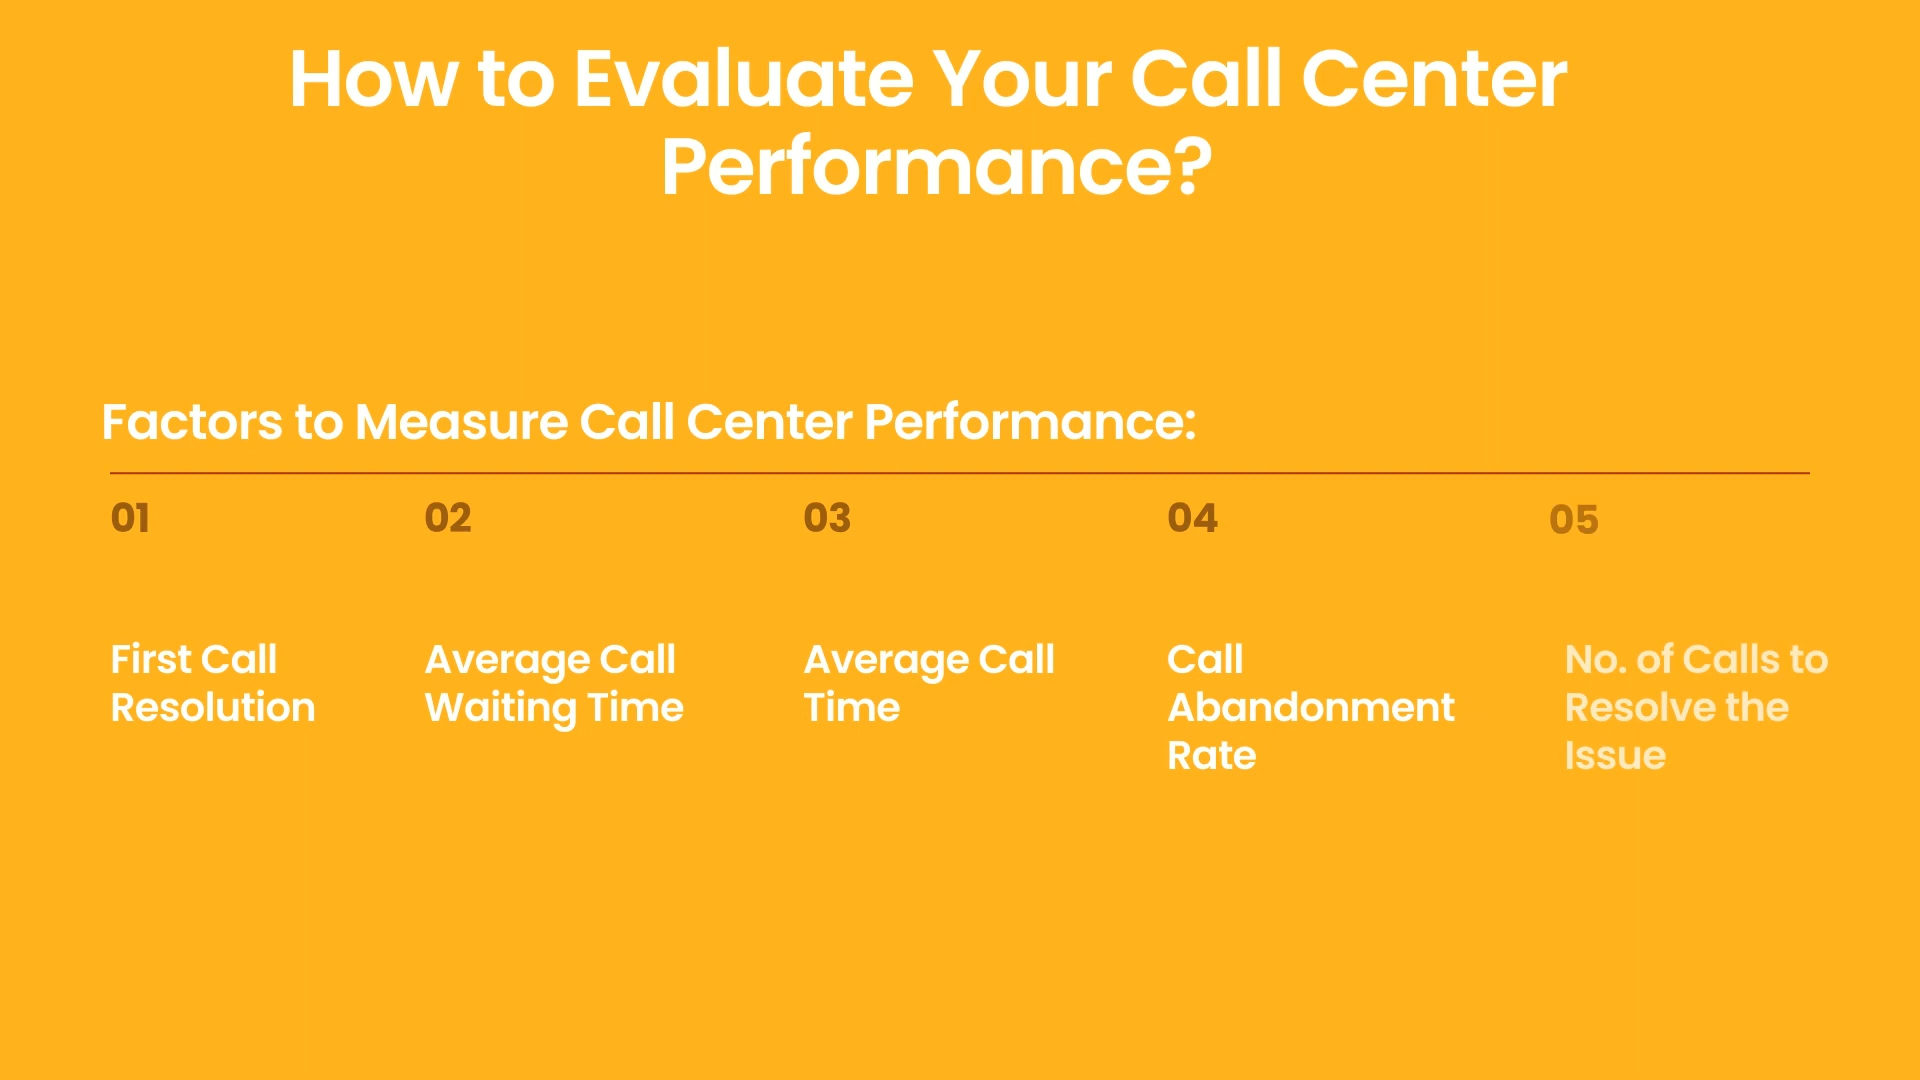 How to Evaluate Your Call Center
Performance?
Factors to Measure Call Center Performance:
01
First Call
Resolution
02
Average Call
Waiting Time
03
Average Call
Time
04
Call
Abandonment
Rate
05
No. of Calls to
Resolve the
Issue